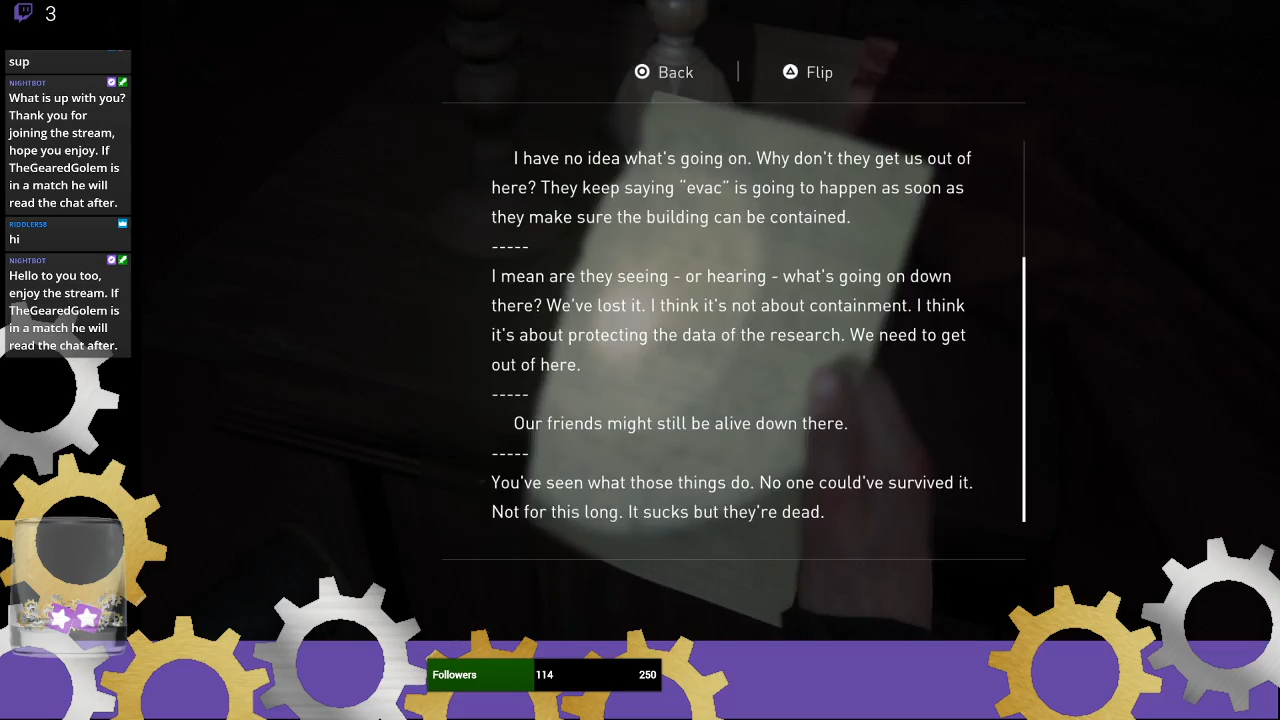 3
sup
NIGHTBOT
What is up with you?
Thank you for
joining the stream,
hope you enjoy. If
TheGearedGolem is
in a match he will
read the chat after.
RIDDLER58
hi
NIGHTBOT
Hello to you too,
enjoy the stream. If
TheGearedGolem is
in a match he will
read the chat after.
Back
Flip
I have no idea what's going on. Why don't they get us out of
here? They keep saying “evac” is going to happen as soon as
they make sure the building can be contained.
-----
I mean are they seeing - or hearing - what's going on down
there? We've lost it. I think it's not about containment. I think
it's about protecting the data of the research. We need to get
out of here.
-----
Our friends might still be alive down there.
-----
You've seen what those things do. No one could've survived it.
Not for this long. It sucks but they're dead.
Followers 114 250